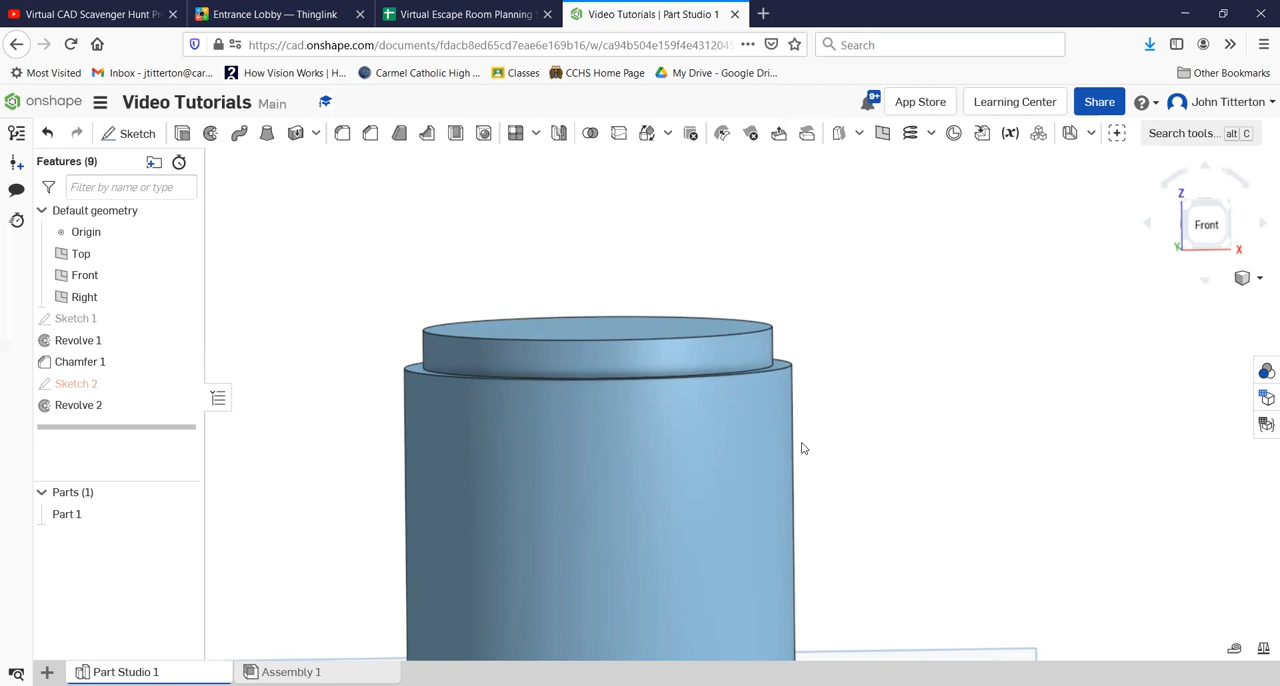 Virtual CAD Scavenger Hunt Pr
Entrance Lobby — Thinglink
Virtual Escape Room Planning
Video Tutorials | Part Studio 1
https://cad.onshape.com/documents/fdacb8ed65cd7eae6e169b16/w/ca94b504e159f4e431204
Search
Most Visited
Inbox - jtitterton@car...
How Vision Works | H...
Carmel Catholic High ...
Classes
CCHS Home Page
My Drive - Google Dri...
Other Bookmarks
onshape
Video Tutorials Main
9+
App Store
Learning Center
Share
John Titterton
Sketch
Search tools... alt C
Features (9)
Filter by name or type
Default geometry
Origin
Top
Front
Right
Sketch 1
Revolve 1
Chamfer 1
Sketch 2
Revolve 2
Parts (1)
Part 1
Z
Front
Y
X
Part Studio 1
Assembly 1